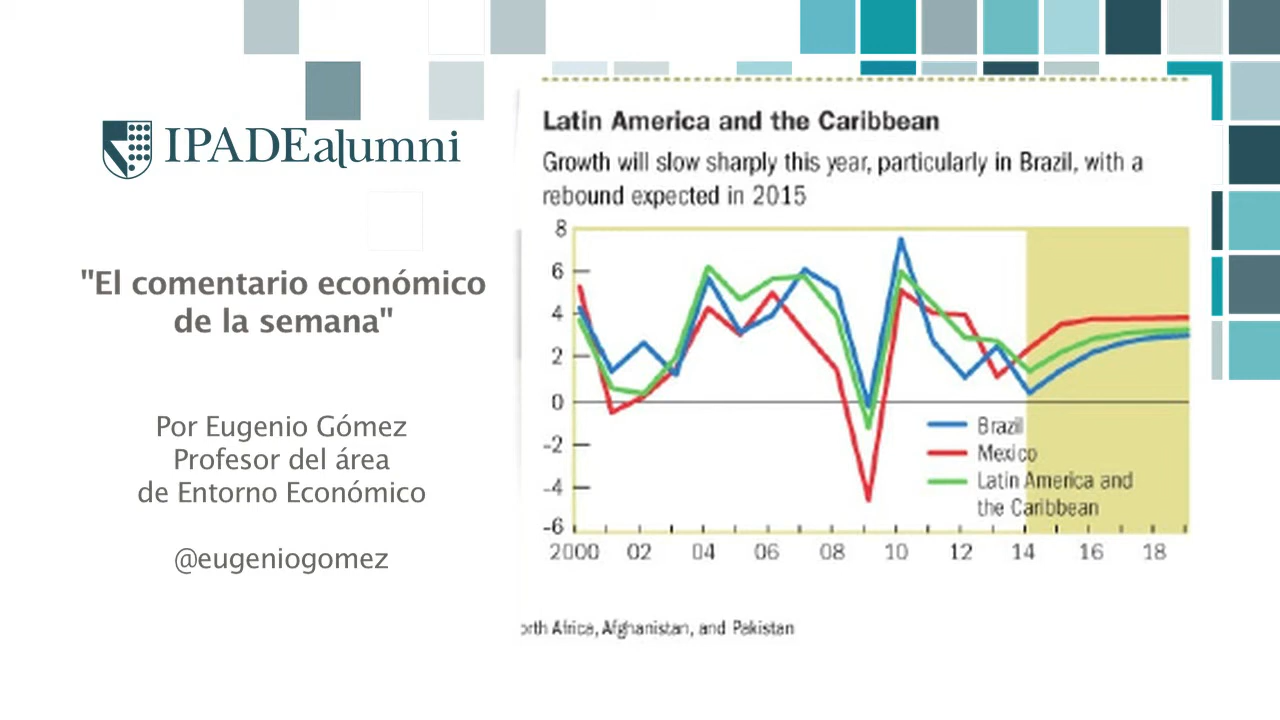 IPADEalumni
"El comentario económico
de la semana"
Por Eugenio Gómez
Profesor del área
de Entorno Económico
@eugeniogomez
Latin America and the Caribbean
Growth will slow sharply this year, particularly in Brazil, with a
rebound expected in 2015
8
6
4
2
0
-2
-4
-6
Brazil
Mexico
Latin America and
the Caribbean
2000 02 04 06 08 10 12 14 16 18
orth Africa, Afghanistan, and Pakistan